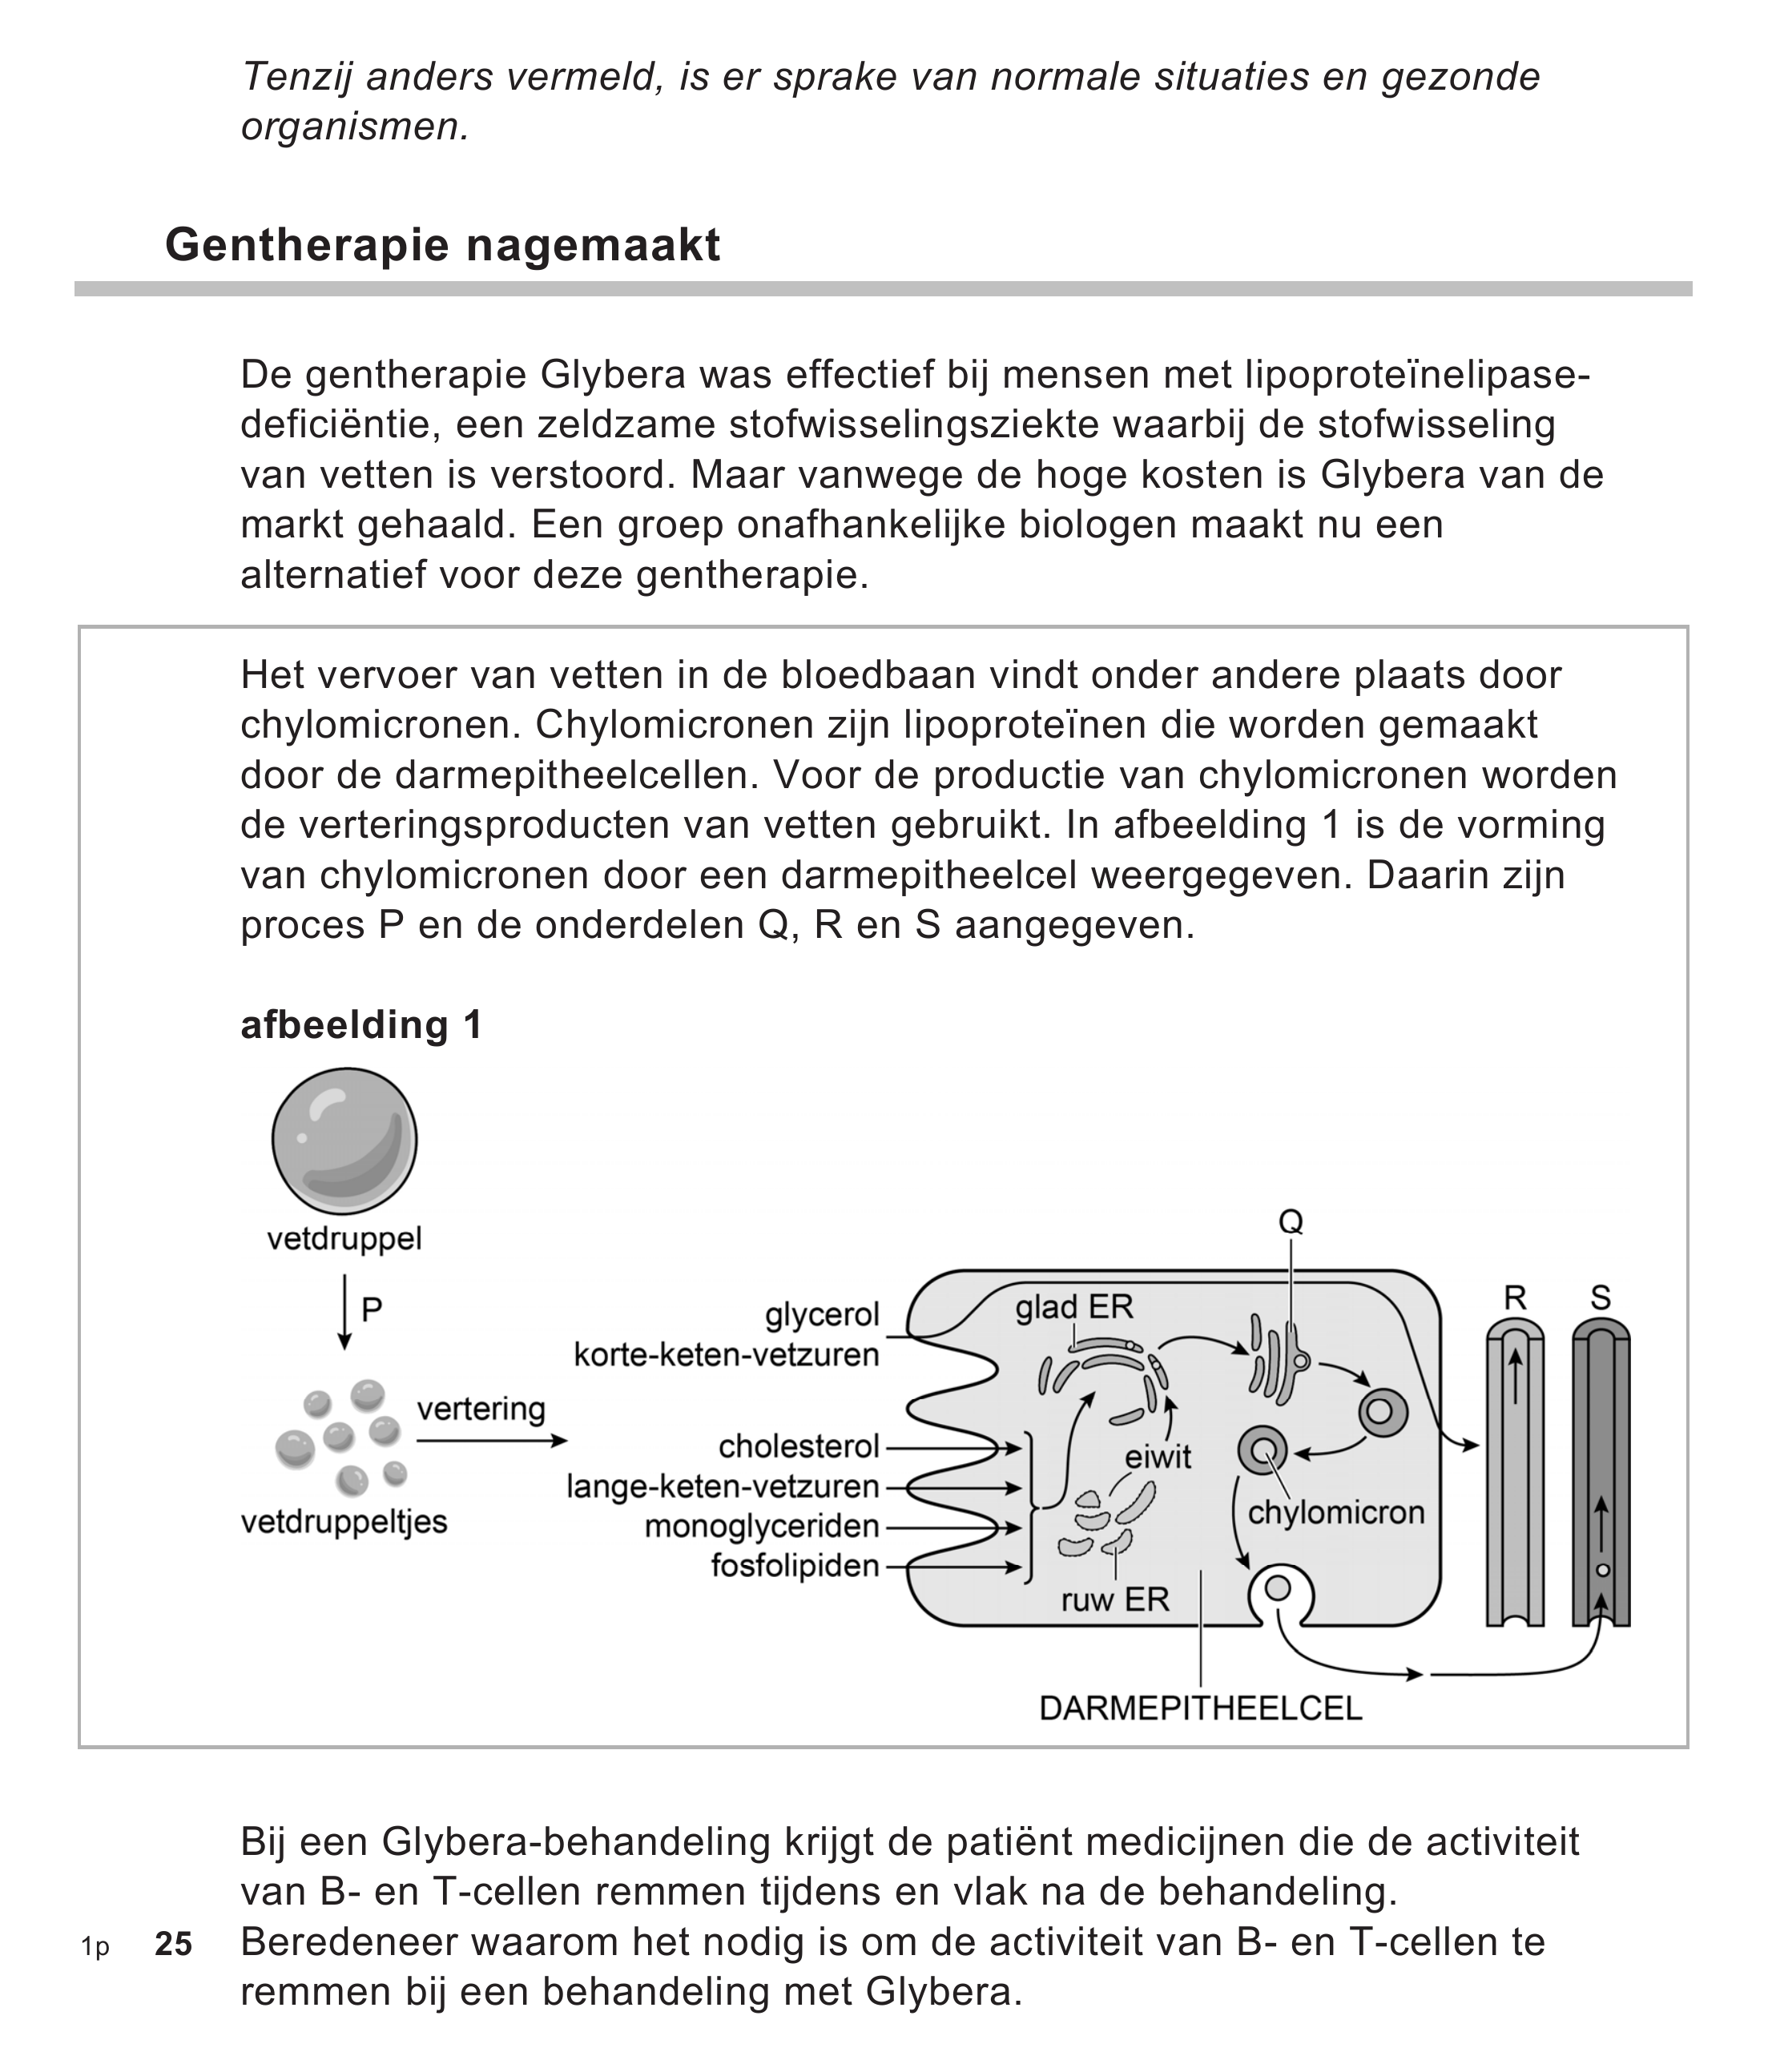 Tenzij anders vermeld, is er sprake van normale situaties en gezonde
organismen.
Gentherapie nagemaakt
De gentherapie Glybera was effectief bij mensen met lipoproteïnelipase-
deficiëntie, een zeldzame stofwisselingsziekte waarbij de stofwisseling
van vetten is verstoord. Maar vanwege de hoge kosten is Glybera van de
markt gehaald. Een groep onafhankelijke biologen maakt nu een
alternatief voor deze gentherapie.
Het vervoer van vetten in de bloedbaan vindt onder andere plaats door
chylomicronen. Chylomicronen zijn lipoproteïnen die worden gemaakt
door de darmepitheelcellen. Voor de productie van chylomicronen worden
de verteringsproducten van vetten gebruikt. In afbeelding 1 is de vorming
van chylomicronen door een darmepitheelcel weergegeven. Daarin zijn
proces P en de onderdelen Q, R en S aangegeven.
afbeelding 1
vetdruppel
P
vertering
vetdruppeltjes
glycerol
korte-keten-vetzuren
cholesterol
lange-keten-vetzuren
monoglyceriden
fosfolipiden
glad ER
Q
R
S
eiwit
chylomicron
ruw ER
DARMEPITHEELCEL
Bij een Glybera-behandeling krijgt de patiënt medicijnen die de activiteit
van B- en T-cellen remmen tijdens en vlak na de behandeling.
1p 25 Beredeneer waarom het nodig is om de activiteit van B- en T-cellen te
remmen bij een behandeling met Glybera.